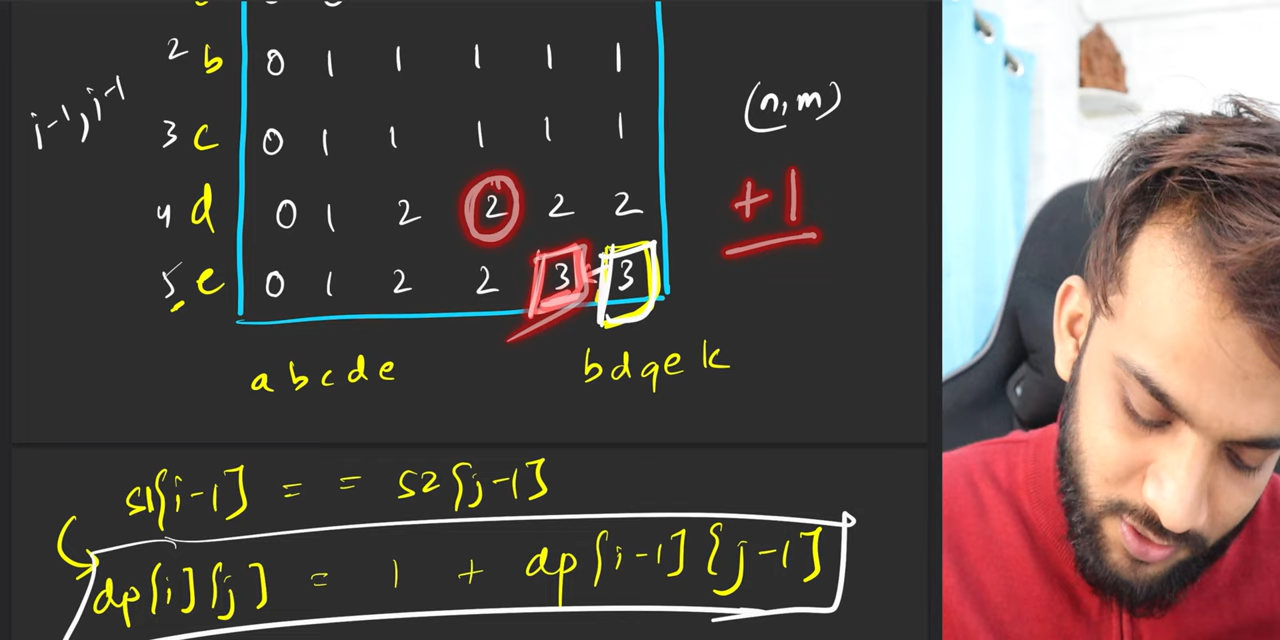 2 b 0 1 1 1 1 1
i-1, j-1
(n,m)
3 c 0 1 1 1 1 1
4 d 0 1 2 2 2 2
+1
5 e 0 1 2 2 3 3
a b c d e
b d g e k
s1[i-1] = = s2[j-1]
dp[i][j] = 1 + dp[i-1][j-1]